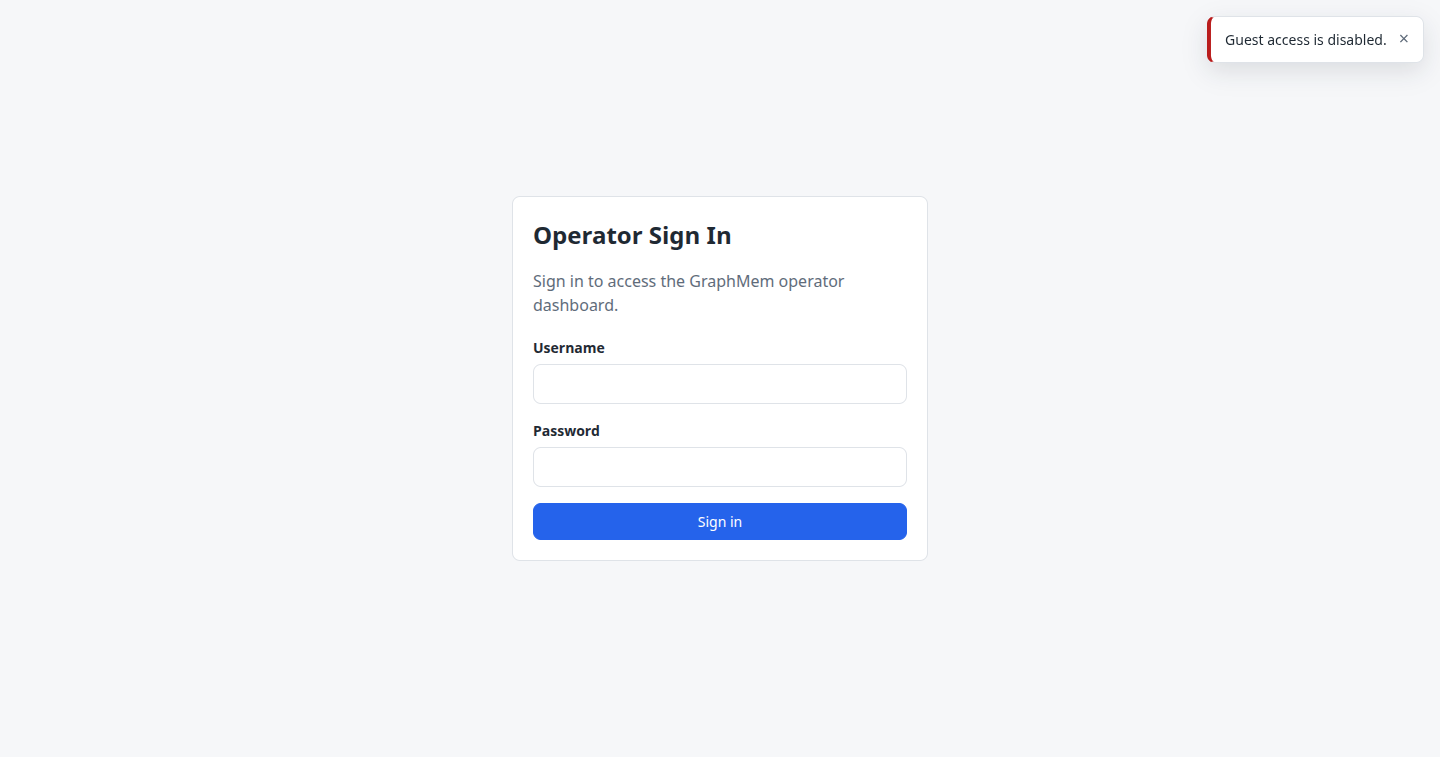 Guest access is disabled. ×
Operator Sign In
Sign in to access the GraphMem operator
dashboard.
Username
Password
Sign in